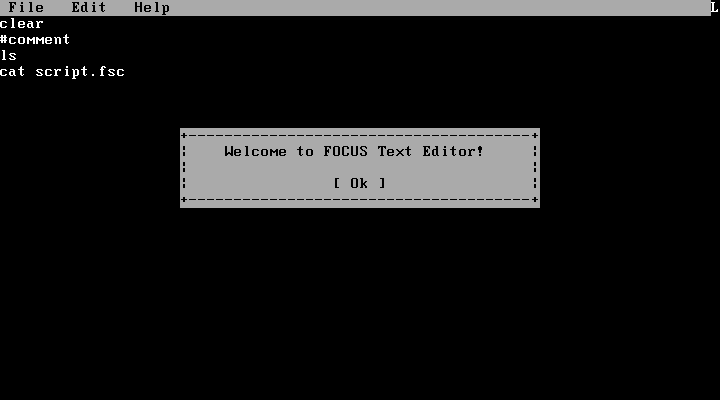 File Edit Help L
clear
#comment
ls
cat script.fsc
Welcome to FOCUS Text Editor!
[ Ok ]